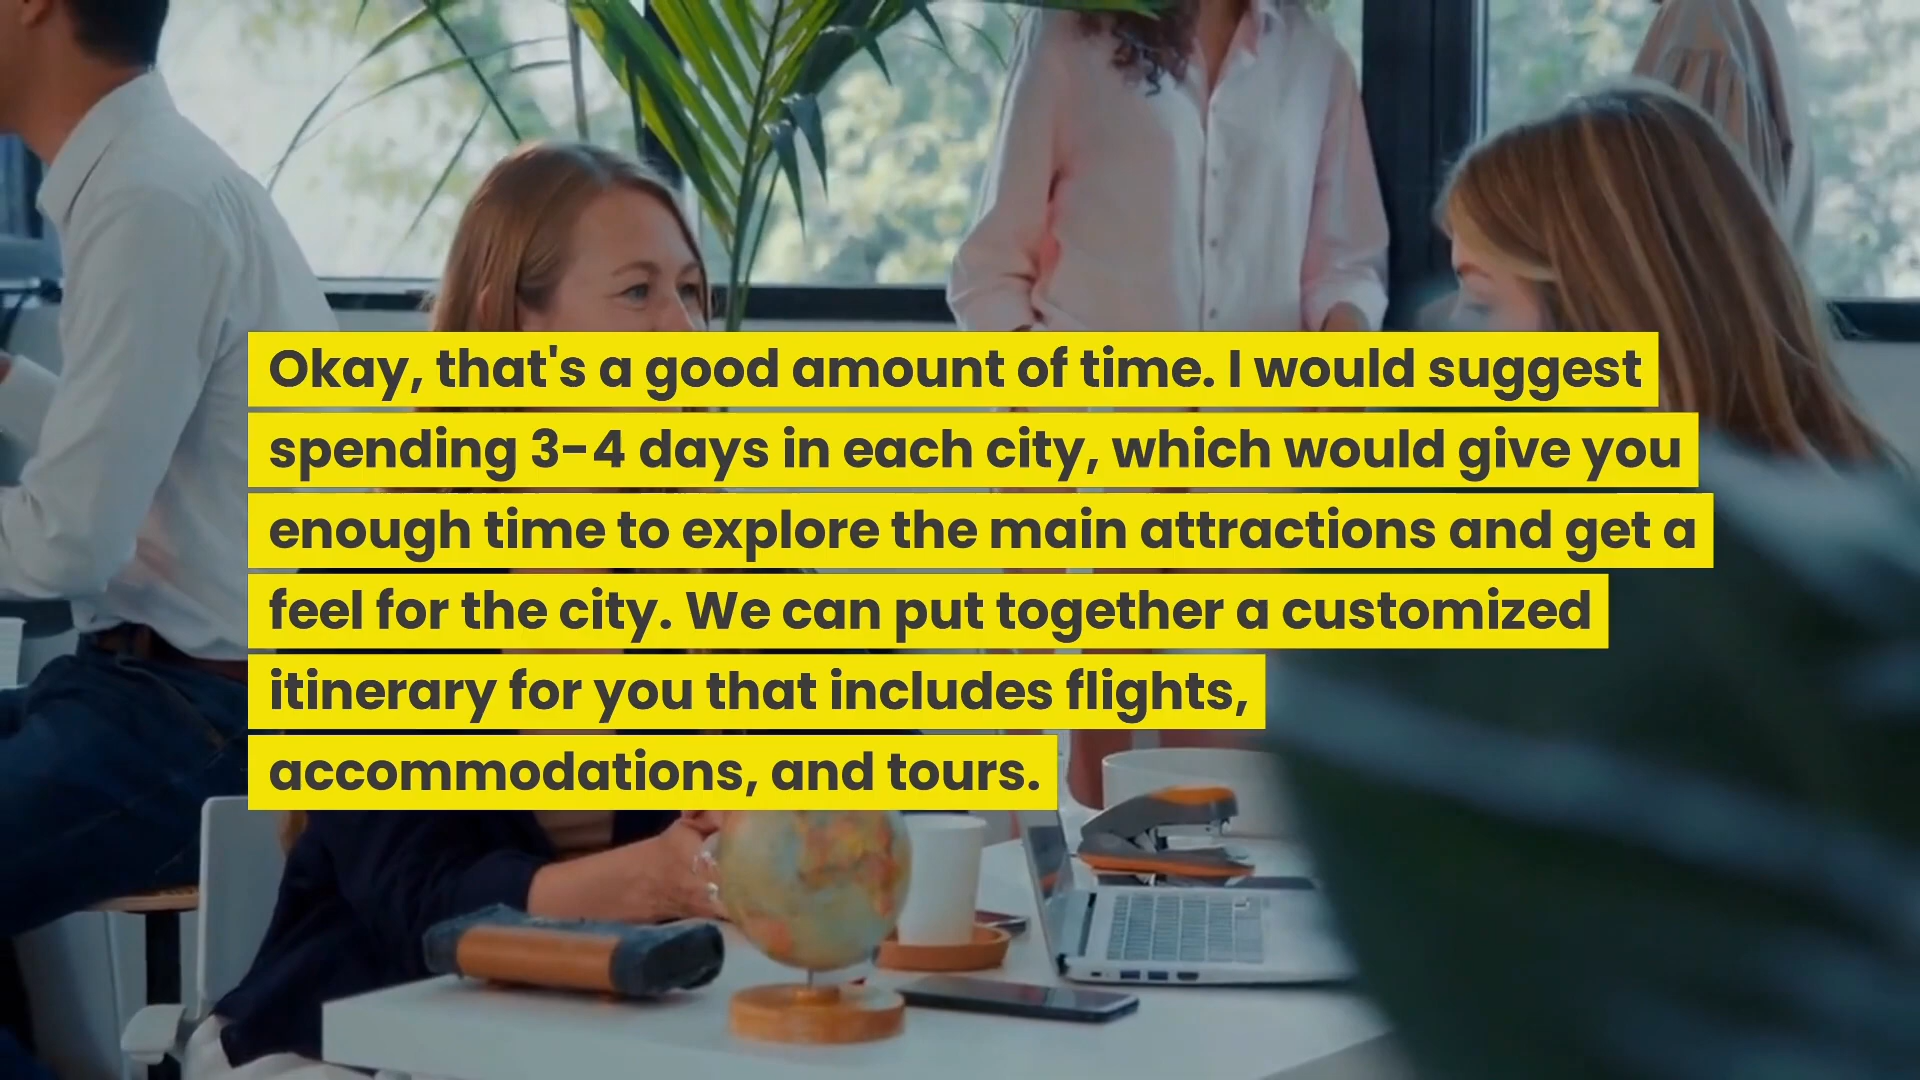 Okay, that's a good amount of time. I would suggest
spending 3-4 days in each city, which would give you
enough time to explore the main attractions and get a
feel for the city. We can put together a customized
itinerary for you that includes flights,
accommodations, and tours.